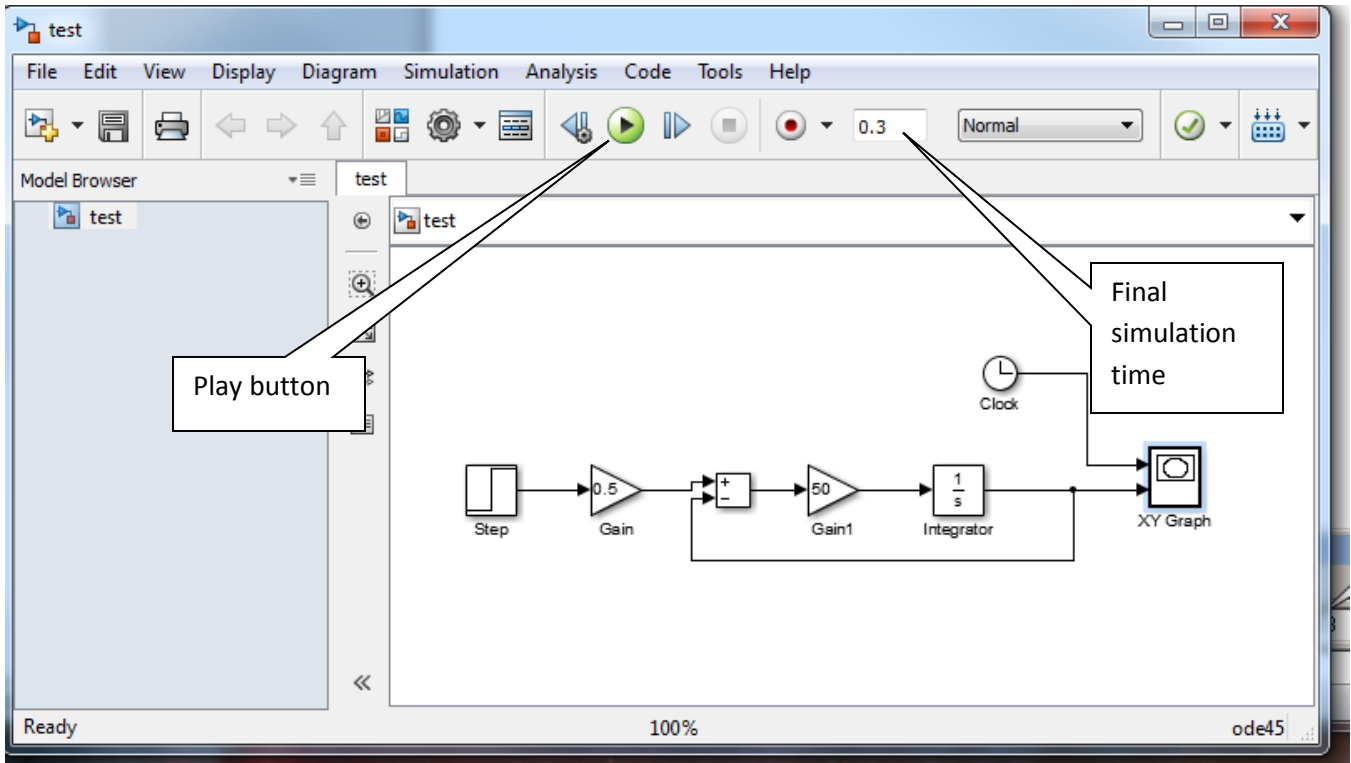 test
File Edit View Display Diagram Simulation Analysis Code Tools Help
0.3 Normal
Model Browser
test
test
test
Final
simulation
time
Play button
Clock
0.5
+
−
50
1
s
Step
Gain
Gain1
Integrator
XY Graph
Ready
100%
ode45